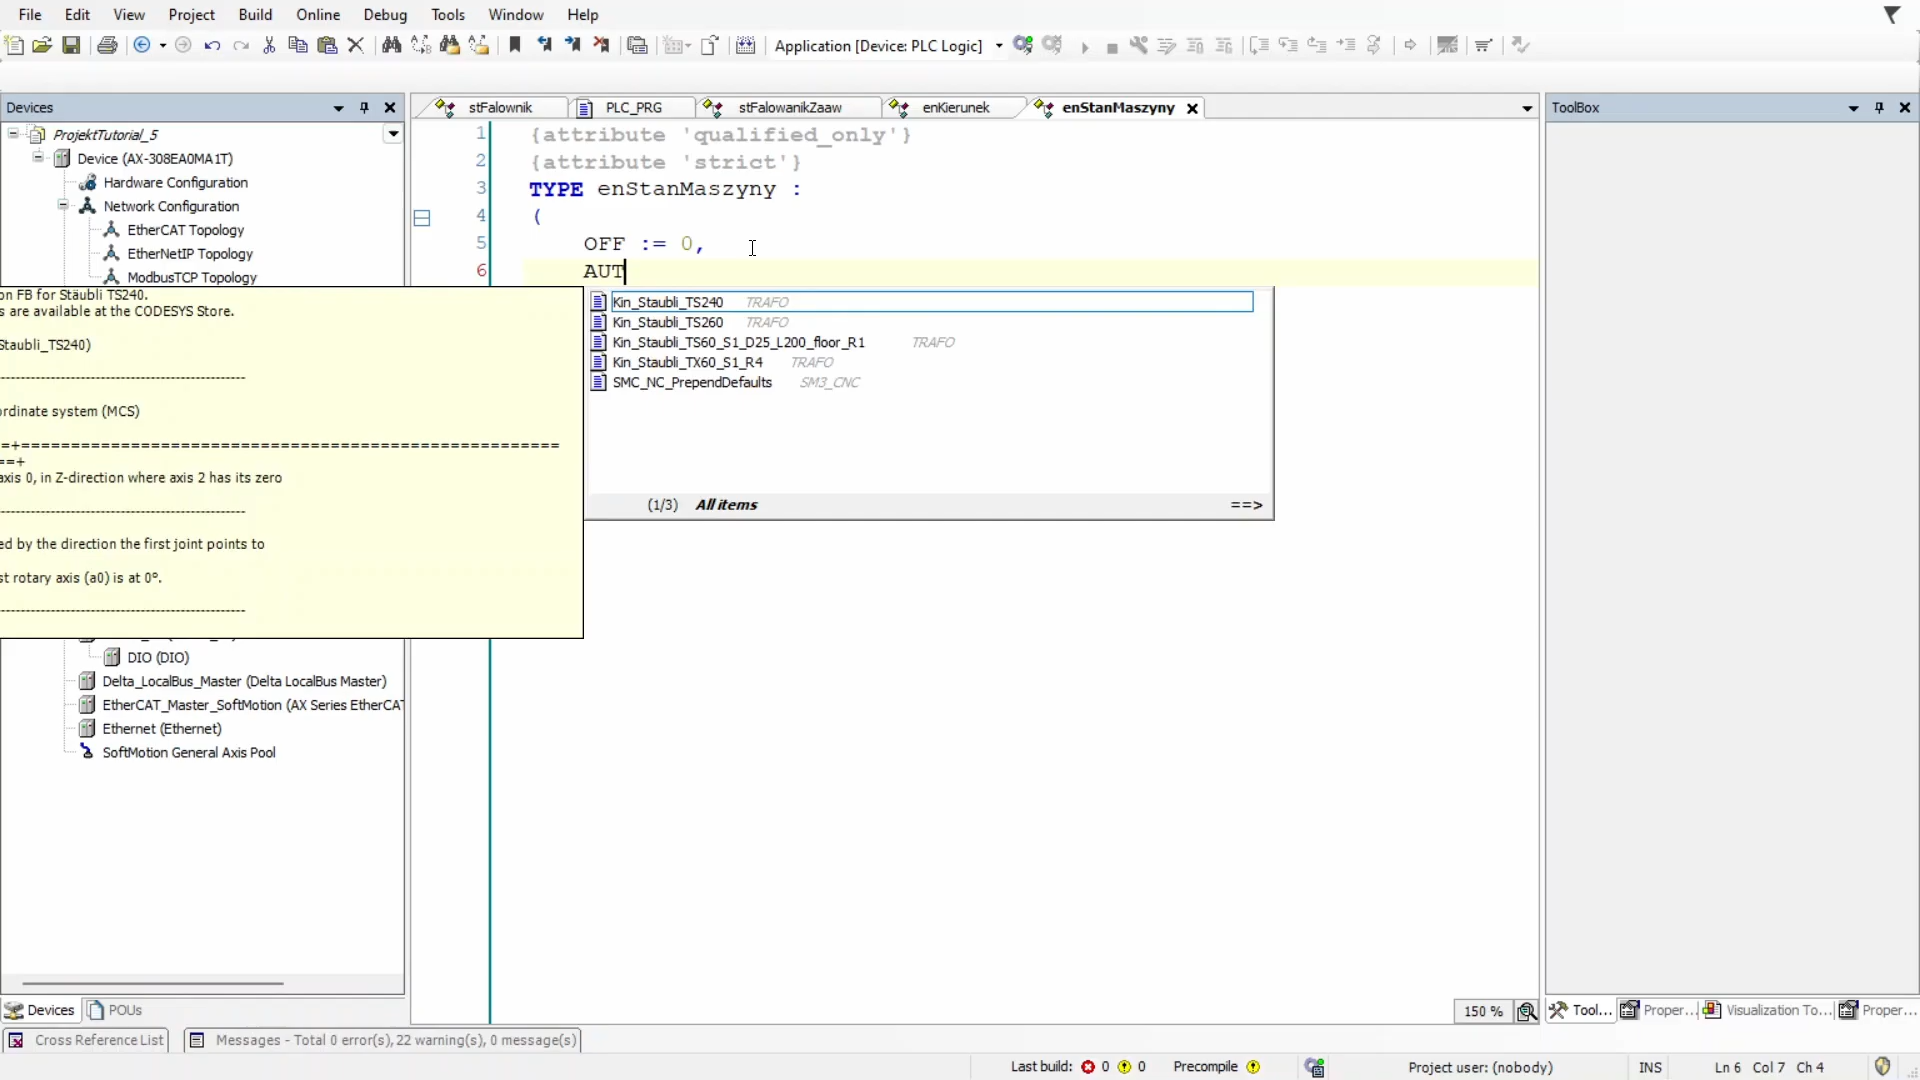 File Edit View Project Build Online Debug Tools Window Help
Application [Device: PLC Logic]
Devices
stFalownik PLC_PRG stFalowanikZaaw enKierunek enStanMaszyny
ToolBox
ProjektTutorial_5
Device (AX-308EA0MA1T)
Hardware Configuration
Network Configuration
EtherCAT Topology
EtherNetIP Topology
ModbusTCP Topology
1 {attribute 'qualified_only'}
2 {attribute 'strict'}
3 TYPE enStanMaszyny :
4 (
5 OFF := 0,
6 AUT
on FB for Stäubli TS240.
s are available at the CODESYS Store.
Staubli_TS240)
-----------------------------------------------------
ordinate system (MCS)
=+=======================================================
==+
axis 0, in Z-direction where axis 2 has its zero
-----------------------------------------------------
ed by the direction the first joint points to
st rotary axis (a0) is at 0°.
-----------------------------------------------------
Kin_Staubli_TS240 TRAFO
Kin_Staubli_TS260 TRAFO
Kin_Staubli_TS60_S1_D25_L200_floor_R1 TRAFO
Kin_Staubli_TX60_S1_R4 TRAFO
SMC_NC_PrependDefaults SM3_CNC
(1/3) All items ==>
DIO (DIO)
Delta_LocalBus_Master (Delta LocalBus Master)
EtherCAT_Master_SoftMotion (AX Series EtherCAT
Ethernet (Ethernet)
SoftMotion General Axis Pool
Devices POUs
150 %
Tool... Proper... Visualization To... Proper...
Cross Reference List Messages - Total 0 error(s), 22 warning(s), 0 message(s)
Last build: 0 0 Precompile Project user: (nobody) INS Ln 6 Col 7 Ch 4